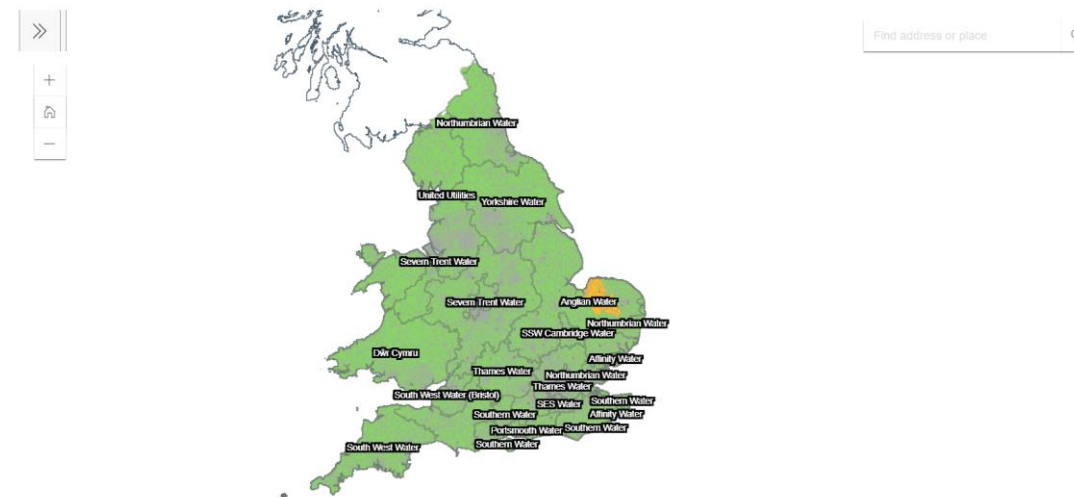 Find address or place
Northumbrian Water
United Utilities
Yorkshire Water
Severn Trent Water
Severn Trent Water
Anglian Water
Northumbrian Water
SSW Cambridge Water
Dŵr Cymru
Affinity Water
Thames Water
Northumbrian Water
Thames Water
South West Water (Bristol)
SES Water
Southern Water
Southern Water
Affinity Water
Portsmouth Water
Southern Water
South West Water
Southern Water